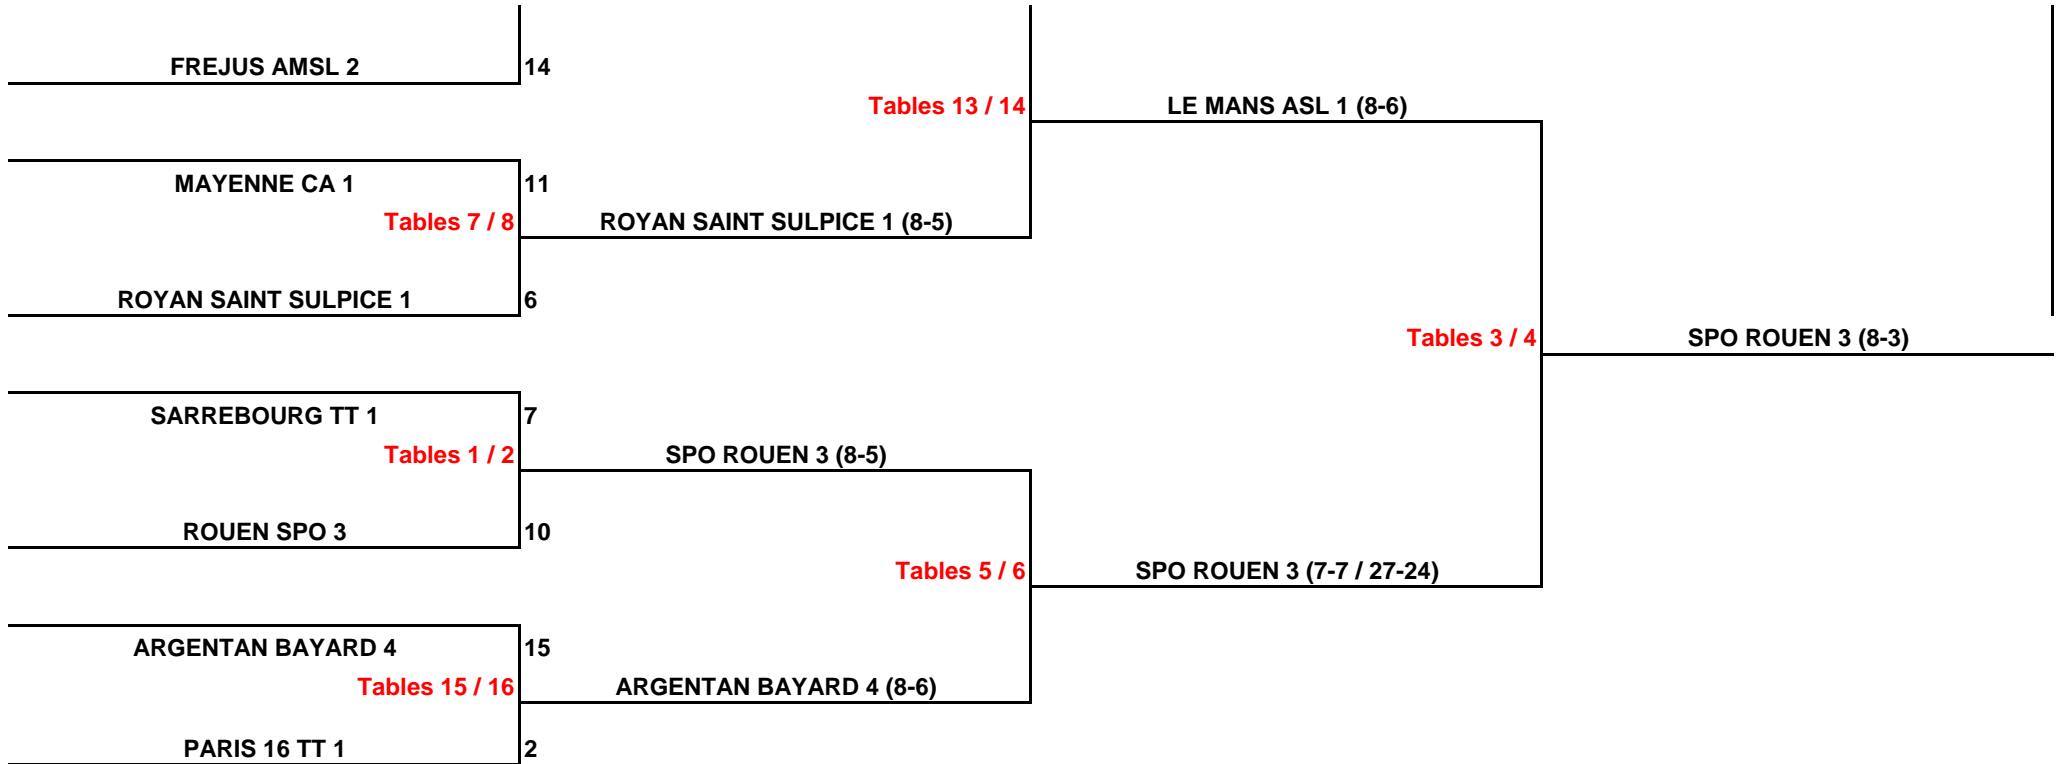 FREJUS AMSL 2 14
Tables 13 / 14 LE MANS ASL 1 (8-6)
MAYENNE CA 1 11
Tables 7 / 8 ROYAN SAINT SULPICE 1 (8-5)
ROYAN SAINT SULPICE 1 6
Tables 3 / 4 SPO ROUEN 3 (8-3)
SARREBOURG TT 1 7
Tables 1 / 2 SPO ROUEN 3 (8-5)
ROUEN SPO 3 10
Tables 5 / 6 SPO ROUEN 3 (7-7 / 27-24)
ARGENTAN BAYARD 4 15
Tables 15 / 16 ARGENTAN BAYARD 4 (8-6)
PARIS 16 TT 1 2